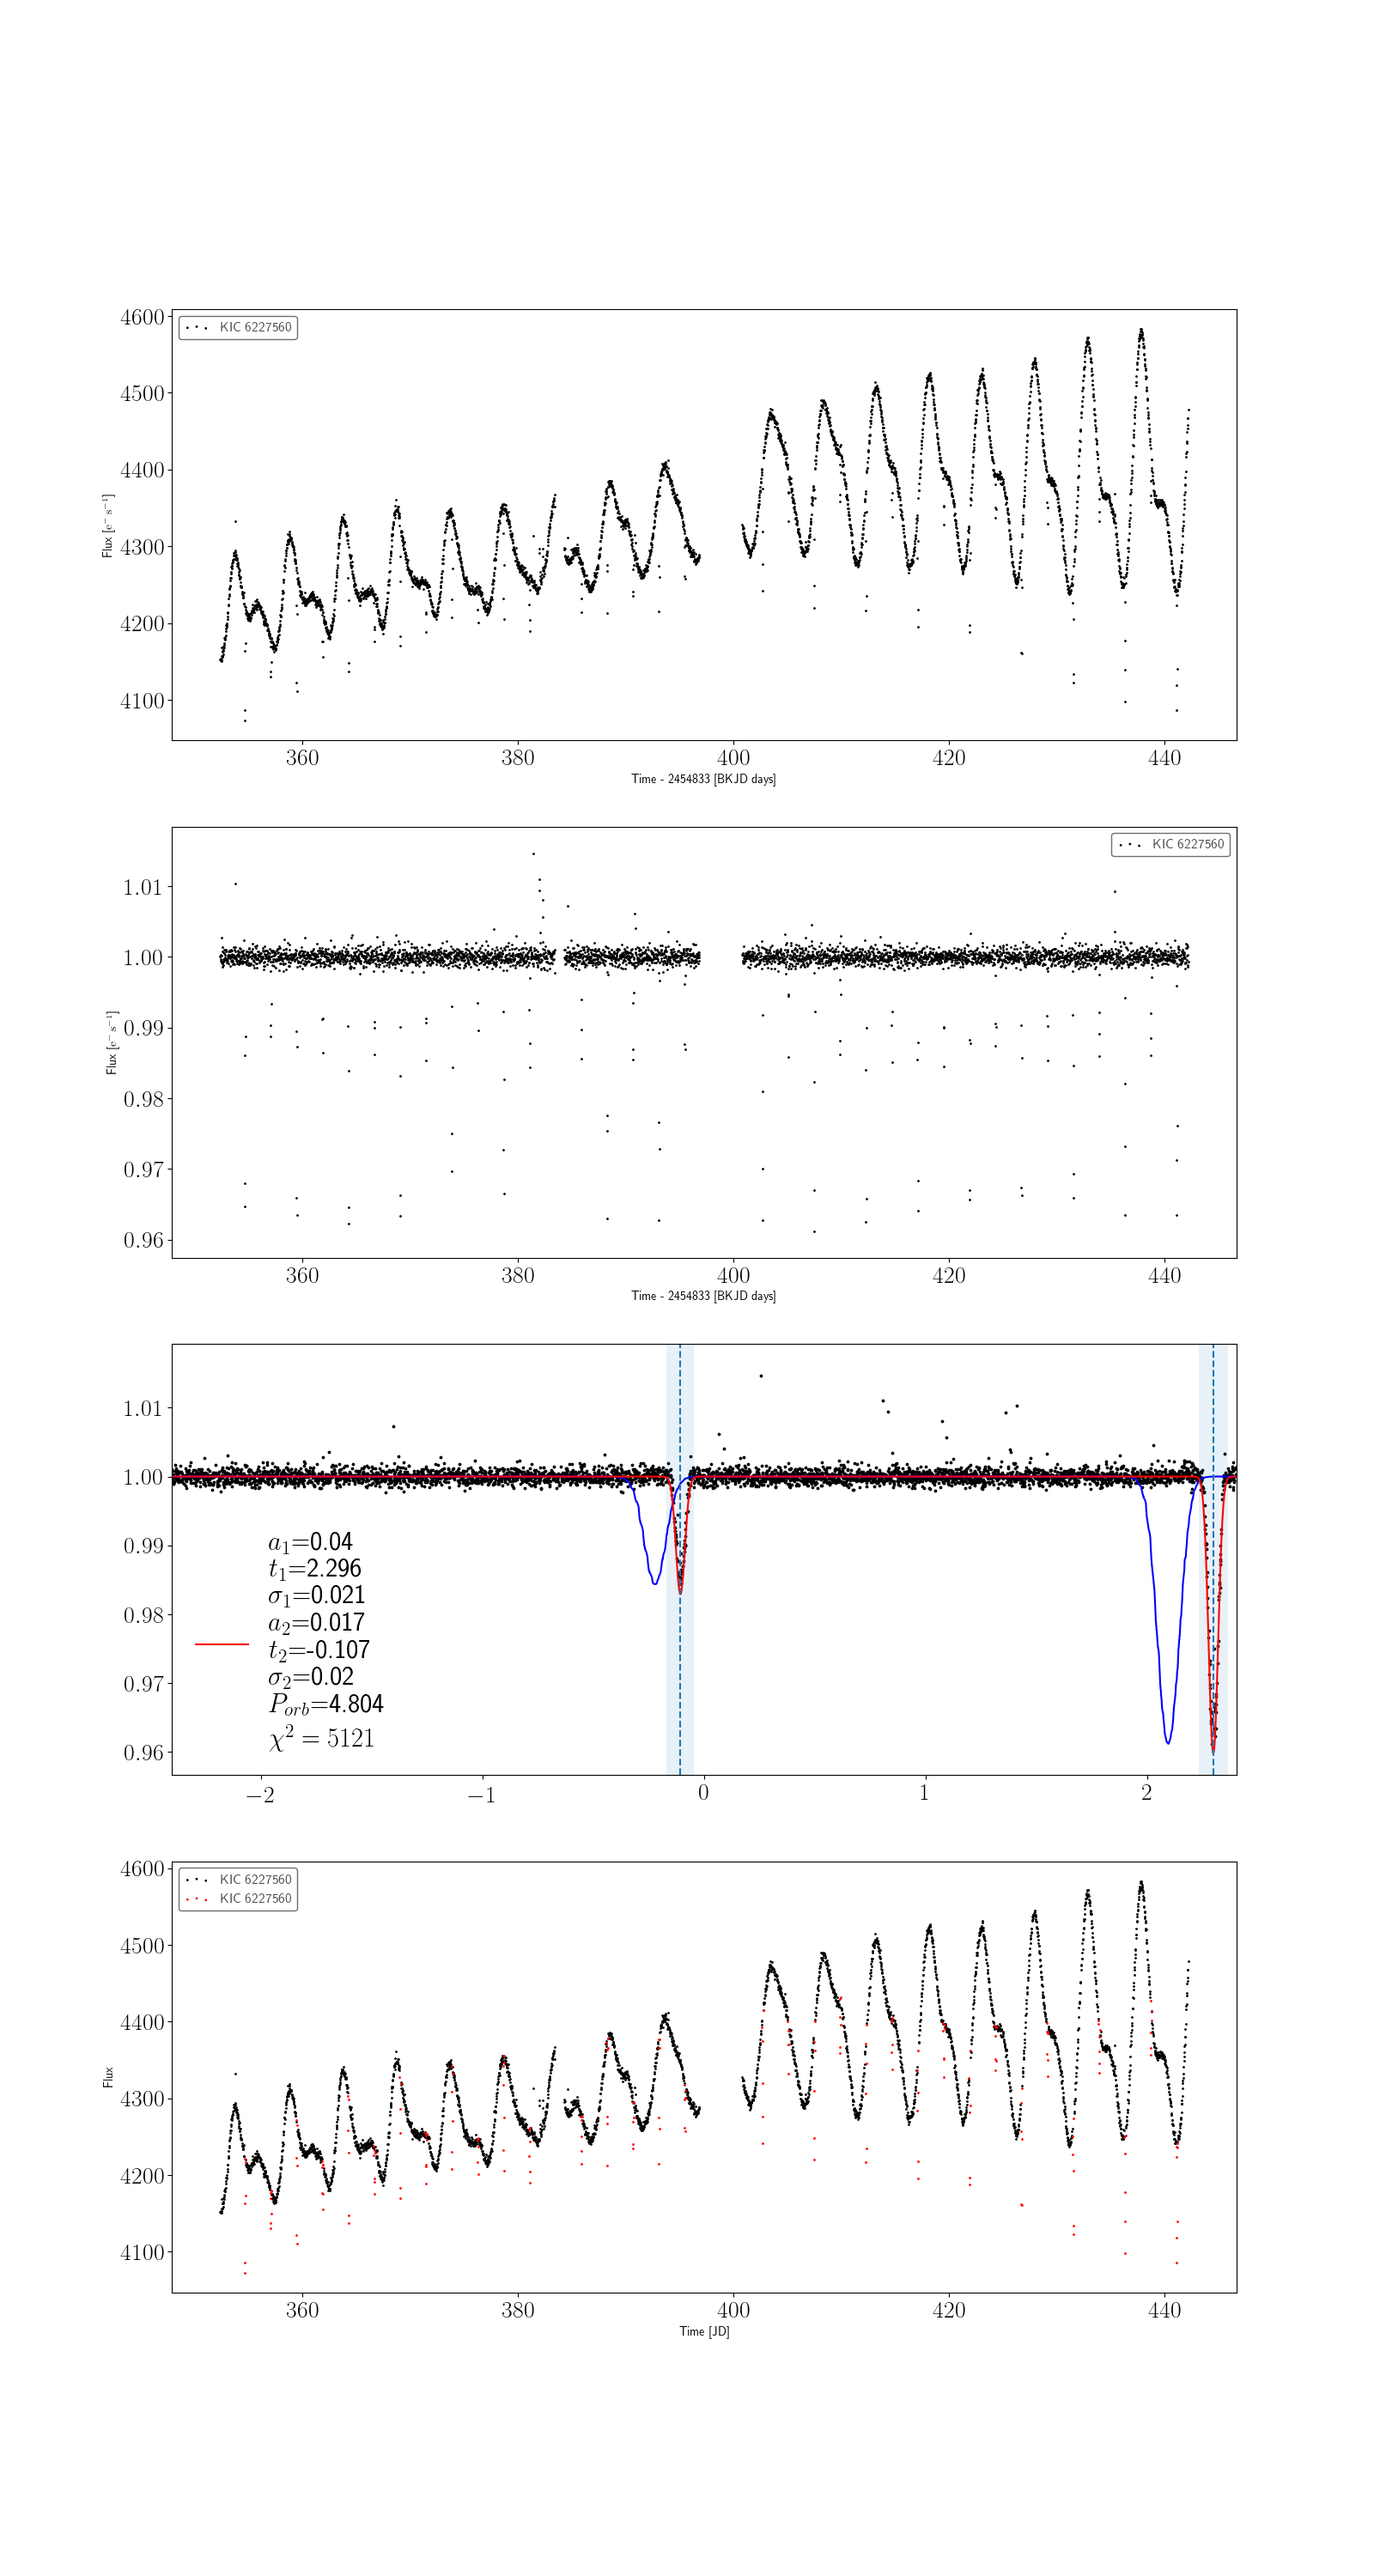 4600
4500
4400
4300
4200
4100
Flux [e⁻ s⁻¹]
KIC 6227560
360 380 400 420 440
Time - 2454833 [BKJD days]
1.01
1.00
0.99
0.98
0.97
0.96
Flux [e⁻ s⁻¹]
KIC 6227560
360 380 400 420 440
Time - 2454833 [BKJD days]
1.01
1.00
0.99
0.98
0.97
0.96
a₁=0.04
t₁=2.296
σ₁=0.021
a₂=0.017
t₂=-0.107
σ₂=0.02
P_orb=4.804
χ² = 5121
−2 −1 0 1 2
4600
4500
4400
4300
4200
4100
Flux
KIC 6227560
KIC 6227560
360 380 400 420 440
Time [JD]